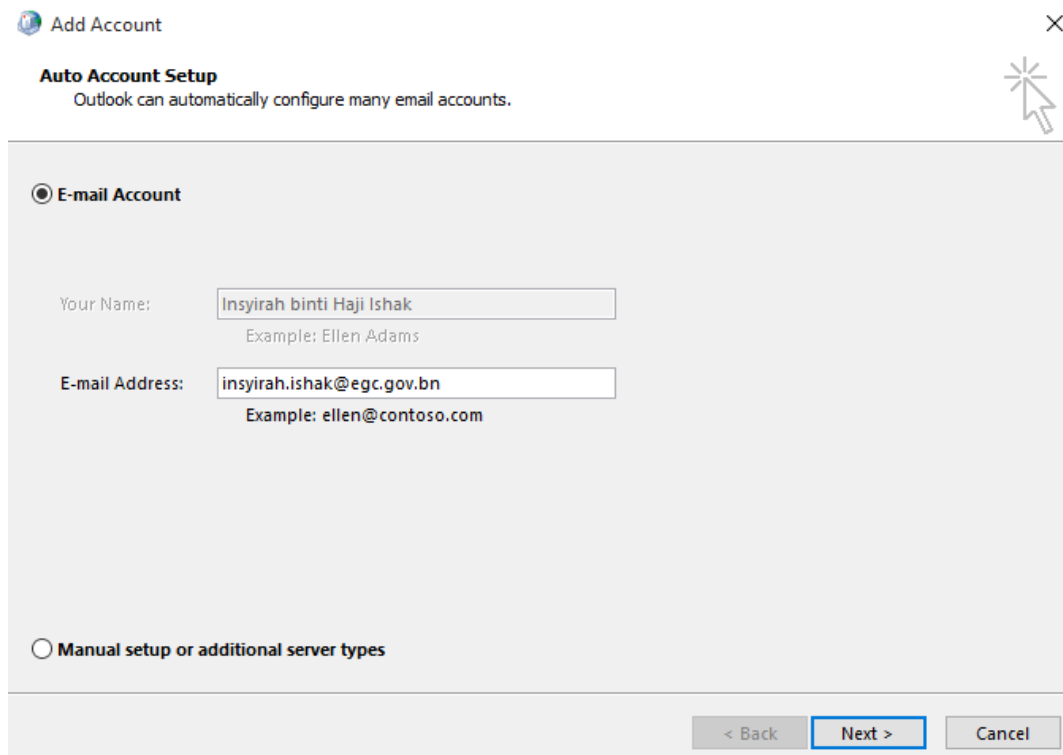 Add Account
Auto Account Setup
Outlook can automatically configure many email accounts.
E-mail Account
Your Name: Insyirah binti Haji Ishak
Example: Ellen Adams
E-mail Address: insyirah.ishak@egc.gov.bn
Example: ellen@contoso.com
Manual setup or additional server types
< Back Next > Cancel